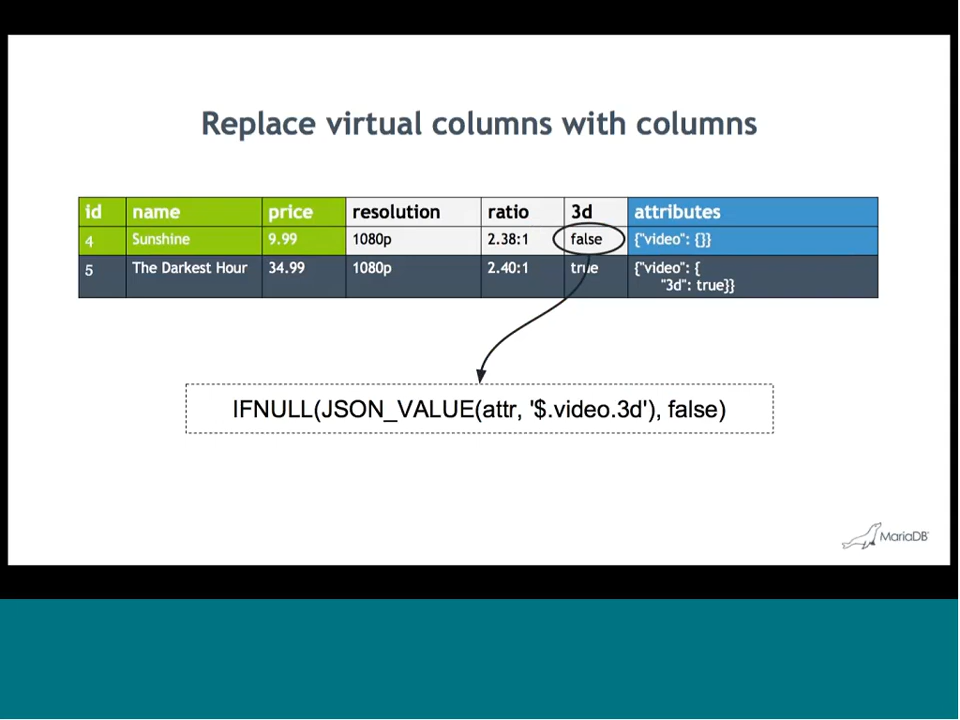 Replace virtual columns with columns
id name price resolution ratio 3d attributes
4 Sunshine 9.99 1080p 2.38:1 false {"video": {}}
5 The Darkest Hour 34.99 1080p 2.40:1 true {"video": {
"3d": true}}
IFNULL(JSON_VALUE(attr, '$.video.3d'), false)
MariaDB